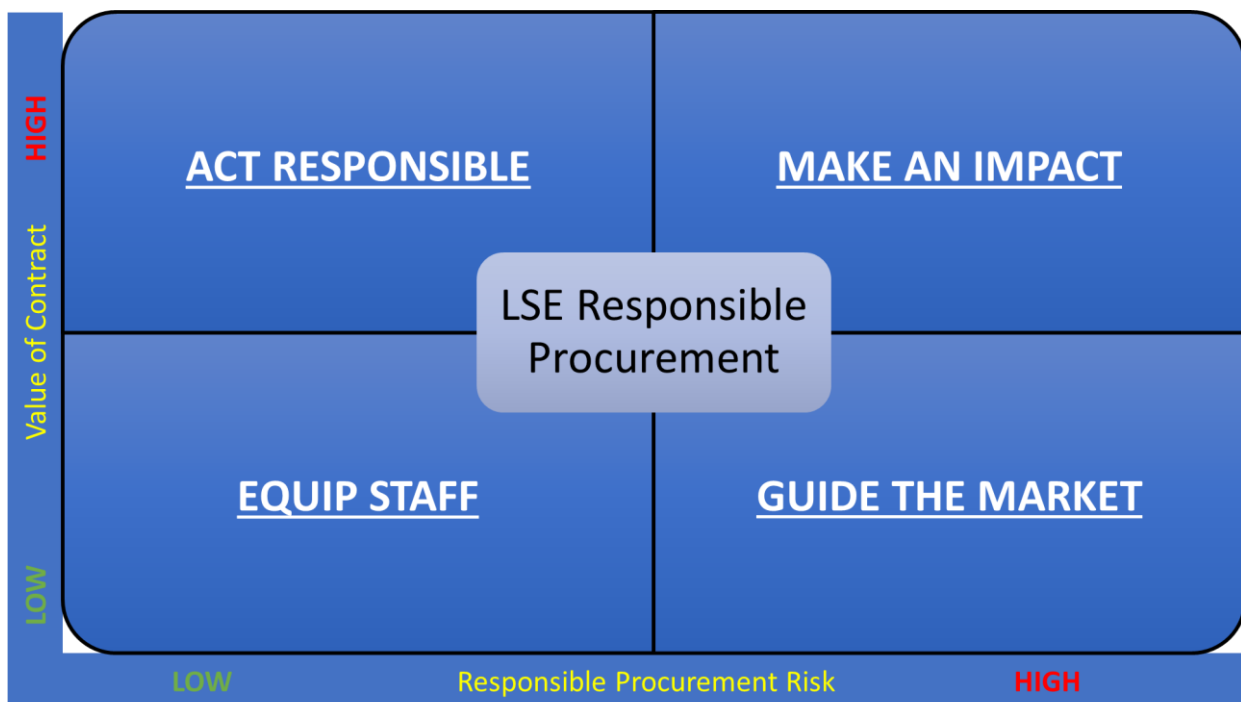 HIGH
Value of Contract
LOW
ACT RESPONSIBLE
MAKE AN IMPACT
LSE Responsible
Procurement
EQUIP STAFF
GUIDE THE MARKET
LOW
Responsible Procurement Risk
HIGH